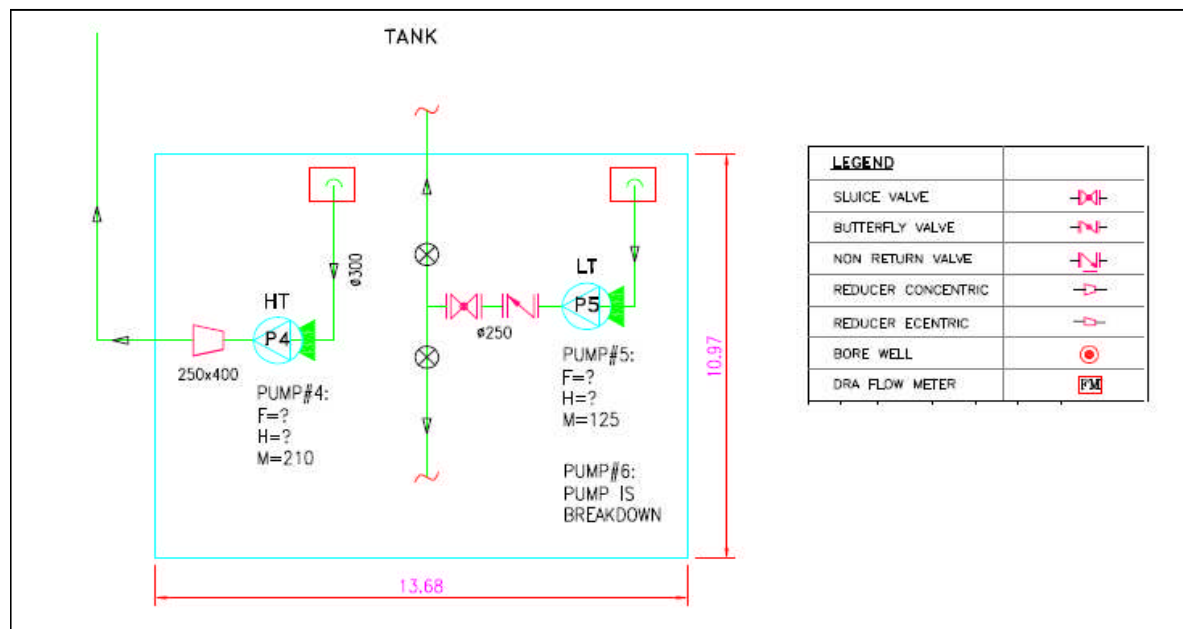 TANK
HT
P4
ø300
250x400
PUMP#4:
F=?
H=?
M=210
LT
P5
ø250
PUMP#5:
F=?
H=?
M=125
PUMP#6:
PUMP IS
BREAKDOWN
10.97
13.68
LEGEND
SLUICE VALVE
BUTTERFLY VALVE
NON RETURN VALVE
REDUCER CONCENTRIC
REDUCER ECENTRIC
BORE WELL
DRA FLOW METER FM